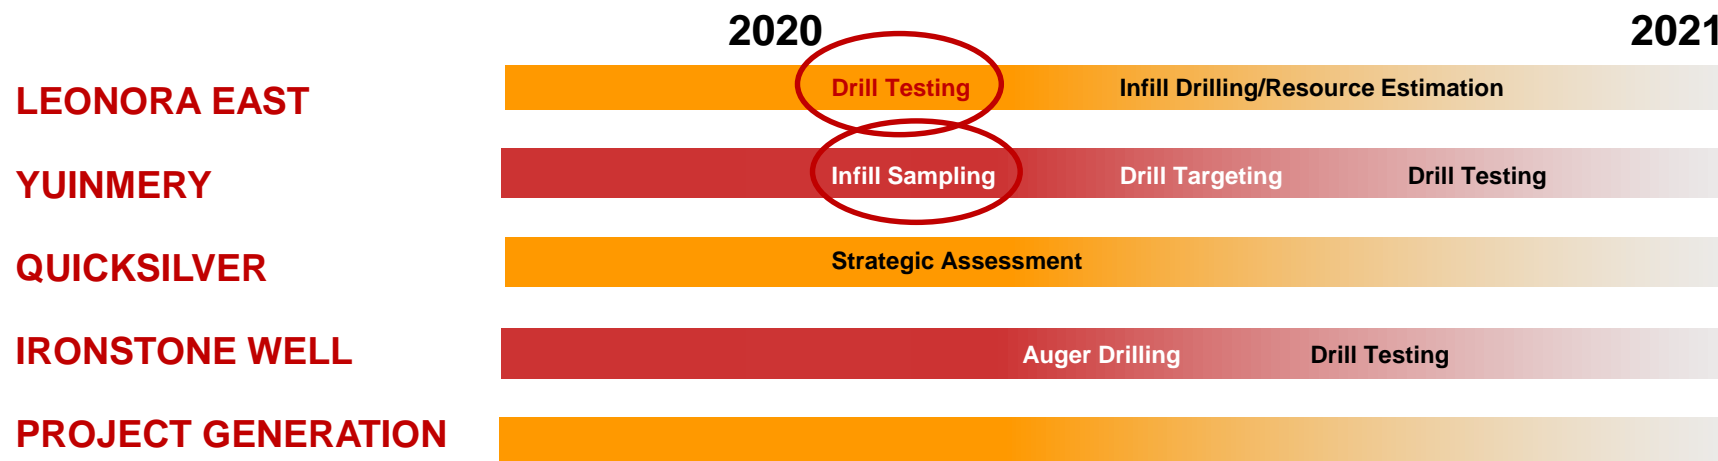 2020 2021
LEONORA EAST Drill Testing Infill Drilling/Resource Estimation
YUINMERY Infill Sampling Drill Targeting Drill Testing
QUICKSILVER Strategic Assessment
IRONSTONE WELL Auger Drilling Drill Testing
PROJECT GENERATION